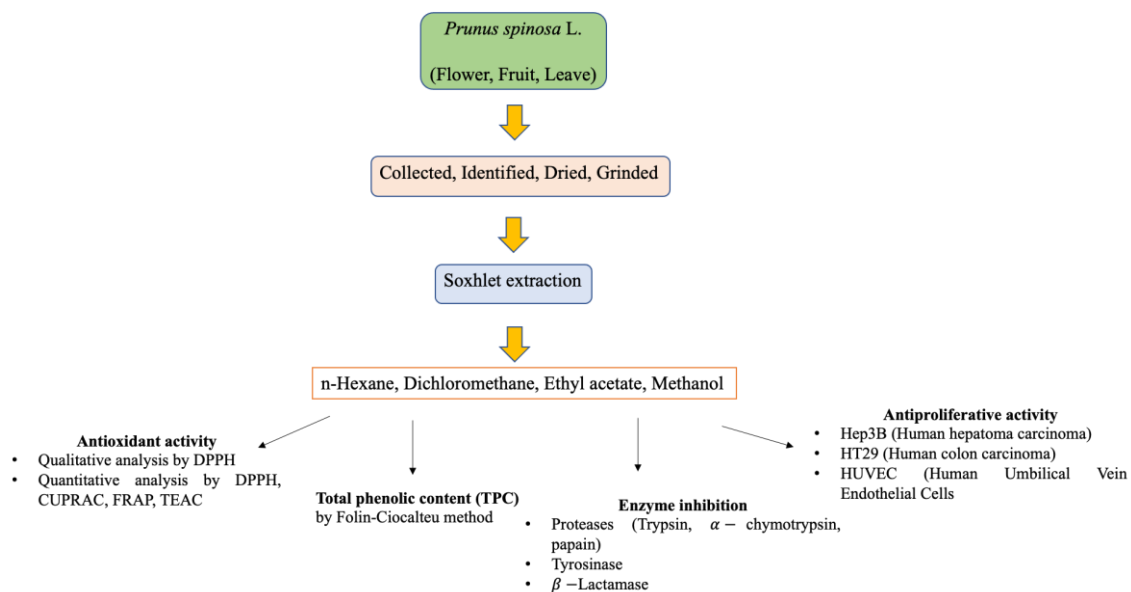 Prunus spinosa L.
(Flower, Fruit, Leave)
Collected, Identified, Dried, Grinded
Soxhlet extraction
n-Hexane, Dichloromethane, Ethyl acetate, Methanol
Antioxidant activity
• Qualitative analysis by DPPH
• Quantitative analysis by DPPH,
CUPRAC, FRAP, TEAC
Total phenolic content (TPC)
by Folin-Ciocalteu method
Enzyme inhibition
• Proteases (Trypsin, α − chymotrypsin,
papain)
• Tyrosinase
• β −Lactamase
Antiproliferative activity
• Hep3B (Human hepatoma carcinoma)
• HT29 (Human colon carcinoma)
• HUVEC (Human Umbilical Vein
Endothelial Cells